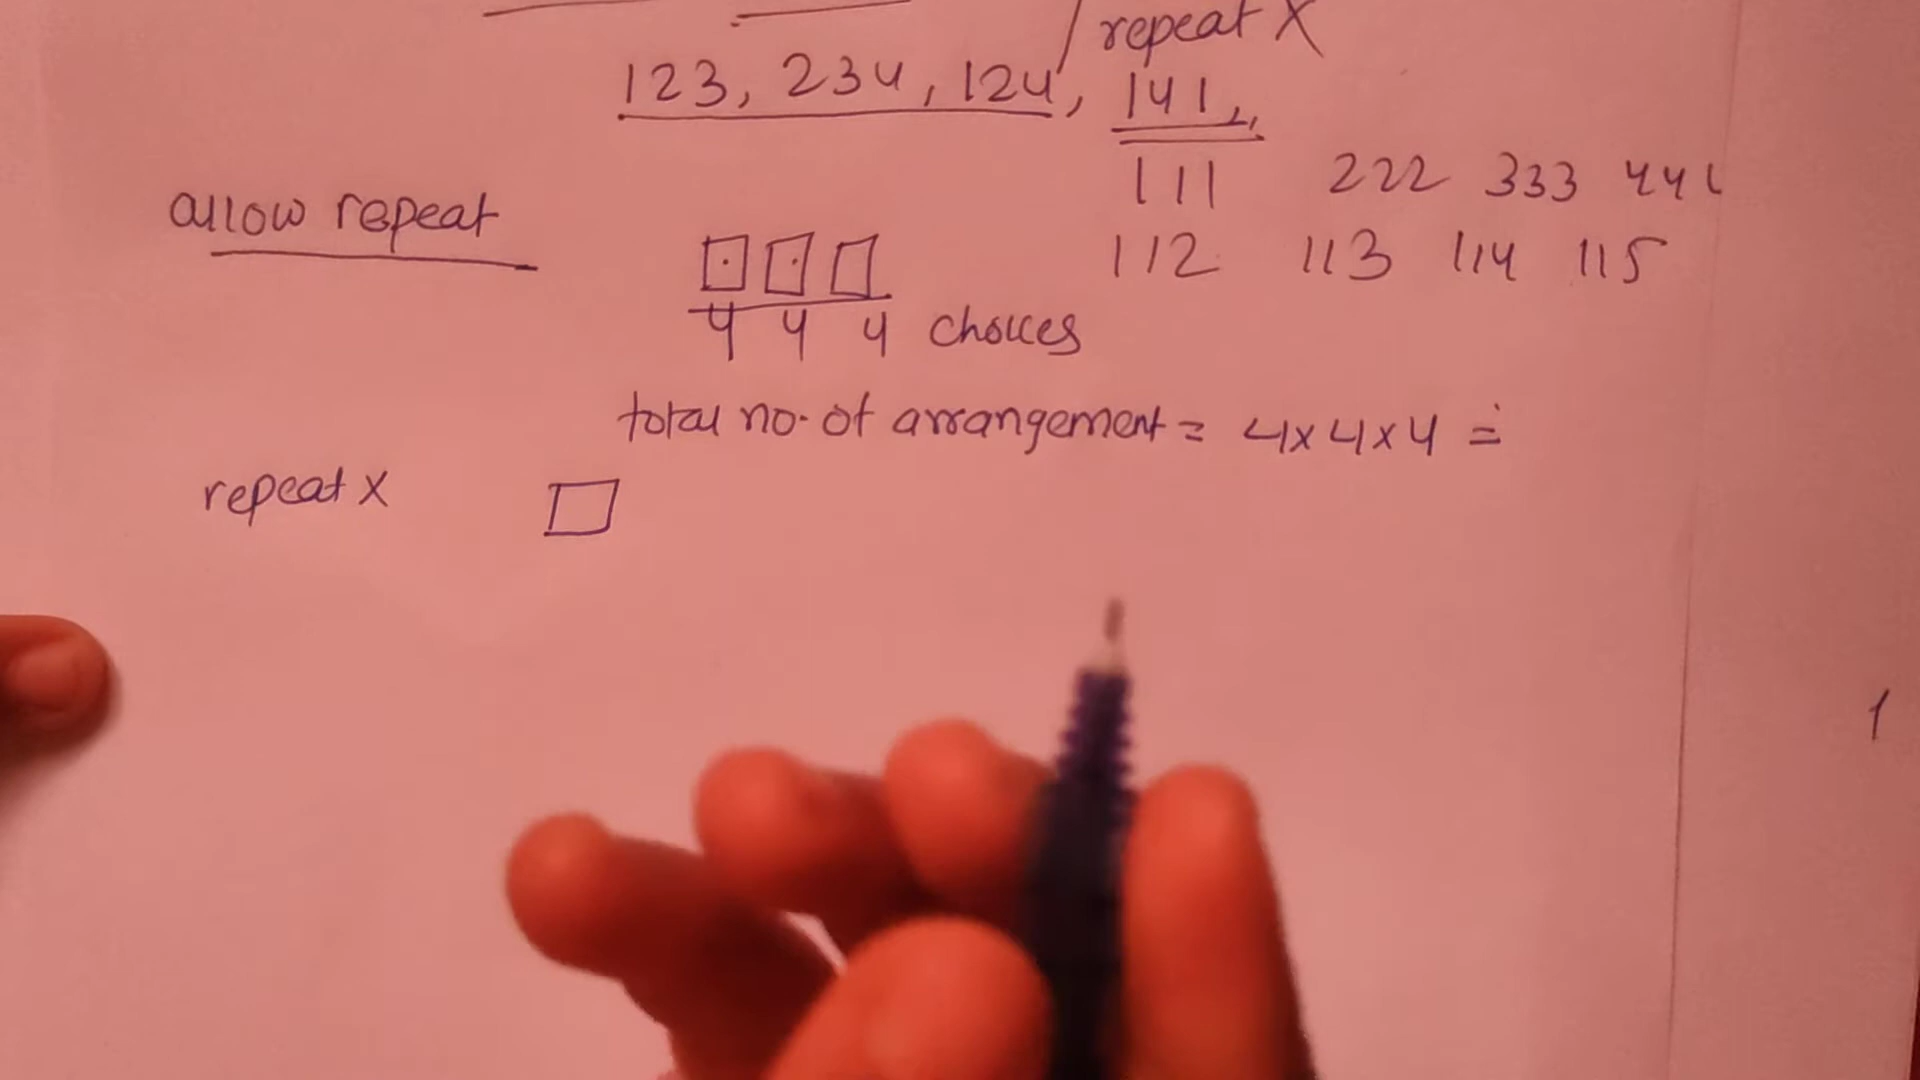 repeat X
123, 234, 124, 141,
111 222 333 444
112 113 114 115
allow repeat
4 4 4 choices
total no. of arrangement = 4x4x4 =
repeat X